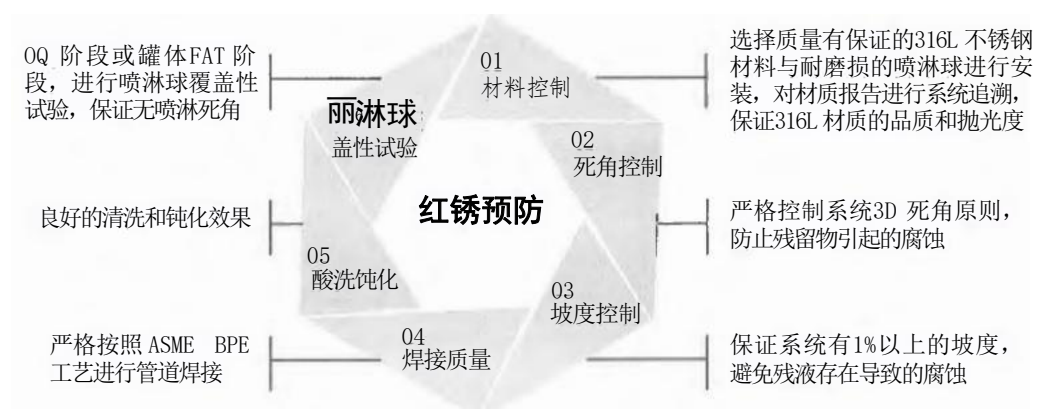 OQ 阶段或罐体FAT 阶
段，进行喷淋球覆盖性
试验，保证无喷淋死角
丽淋球
盖性试验
01
材料控制
选择质量有保证的316L 不锈钢
材料与耐磨损的喷淋球进行安
装，对材质报告进行系统追溯，
保证316L 材质的品质和抛光度
02
死角控制
良好的清洗和钝化效果
红锈预防
严格控制系统3D 死角原则，
防止残留物引起的腐蚀
05
酸洗钝化
03
坡度控制
严格按照 ASME BPE
工艺进行管道焊接
04
焊接质量
保证系统有1%以上的坡度，
避免残液存在导致的腐蚀